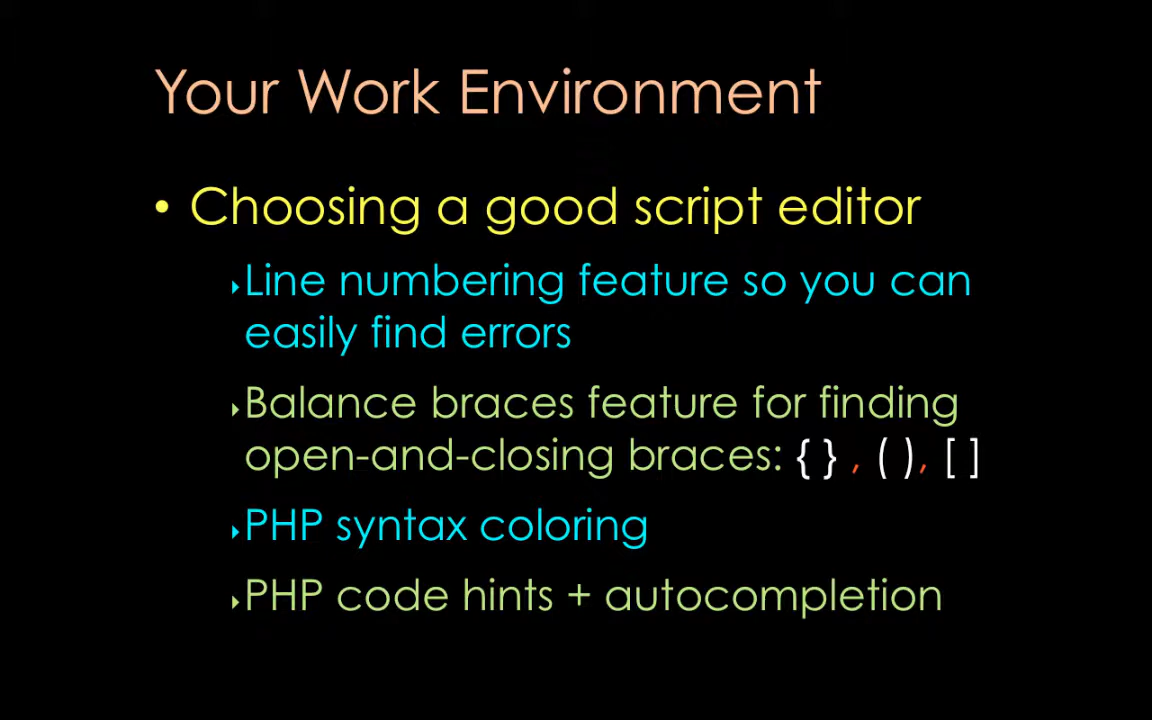 Your Work Environment
• Choosing a good script editor
‣Line numbering feature so you can
easily find errors
‣Balance braces feature for finding
open-and-closing braces: { } , ( ), [ ]
‣PHP syntax coloring
‣PHP code hints + autocompletion